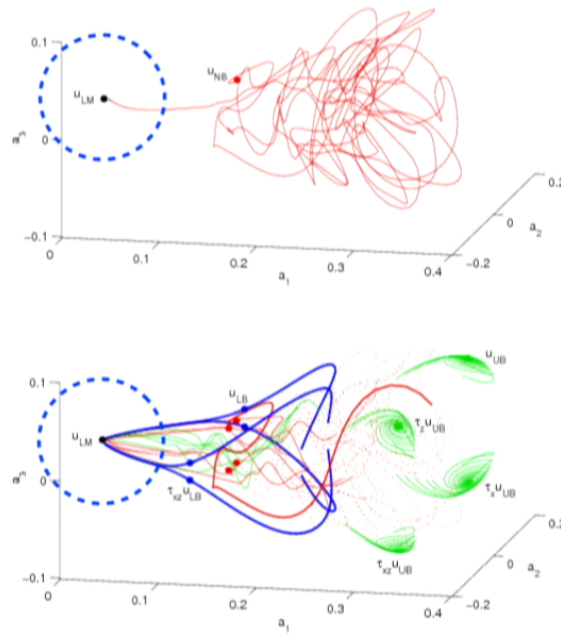 0.1
u_NB
u_LM
a_3
0
0.2
0
a_2
−0.1
0
0.1
0.2
0.3
0.4
−0.2
a_1
u_UB
0.1
u_LB
u_LM
τ_z u_UB
a_3
τ_xz u_LB
τ_x u_UB
0
τ_xz u_UB
0.2
0
a_2
−0.1
0
0.1
0.2
0.3
0.4
−0.2
a_1